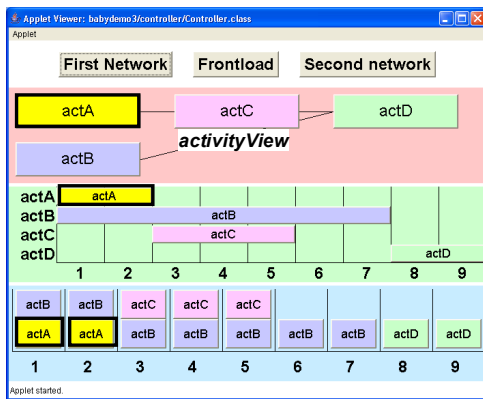 Applet Viewer: babydemo3/controller/Controller.class
Applet
First Network Frontload Second network
actA actC actD
activityView
actB
actA actA
actB actB
actC actC
actD actD
1 2 3 4 5 6 7 8 9
actB actB actC actC actC
actA actA actB actB actB actB actB actD actD
1 2 3 4 5 6 7 8 9
Applet started.